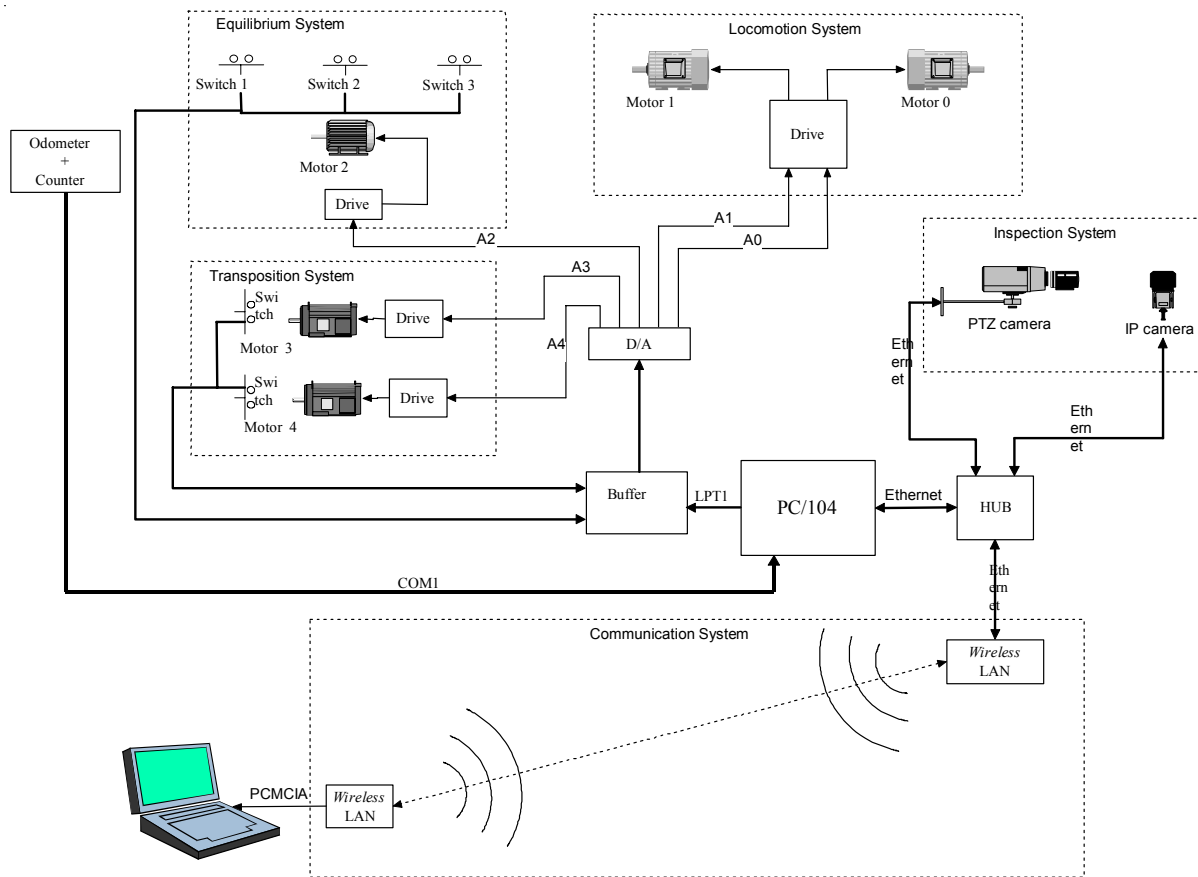 Equilibrium System
Switch 1
Switch 2
Switch 3
Motor 2
Drive
Odometer
+
Counter
Locomotion System
Motor 1
Motor 0
Drive
A1
A0
A2
A3
A4
Transposition System
Swi
tch
Motor 3
Drive
Swi
tch
Motor 4
Drive
D/A
Inspection System
PTZ camera
IP camera
Eth
ern
et
Eth
ern
et
Buffer
LPT1
PC/104
Ethernet
HUB
Eth
ern
et
COM1
Communication System
Wireless
LAN
PCMCIA
Wireless
LAN